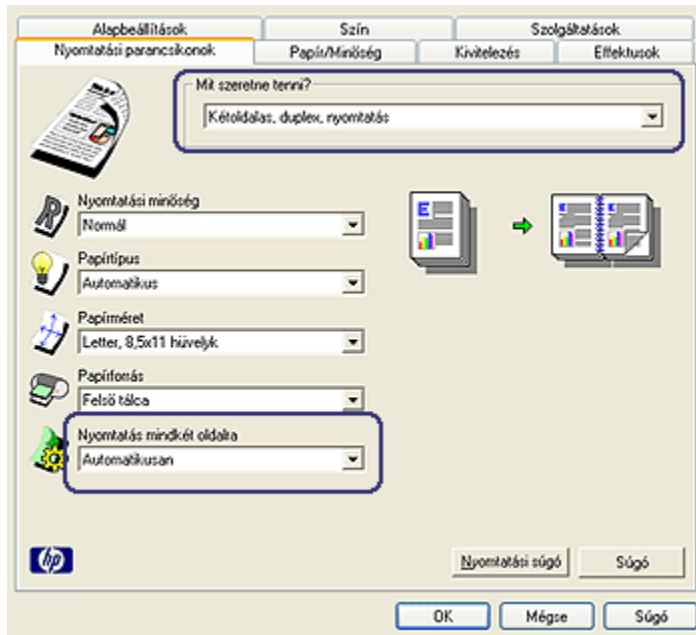 Alapbeállítások Szín Szolgáltatások
Nyomtatási parancsikonok Papír/Minőség Kivitelezés Effektusok
Mit szeretne tenni?
Kétoldalas, duplex, nyomtatás
Nyomtatási minőség
Normál
Papírtípus
Automatikus
Papírméret
Letter, 8,5x11 hüvelyk
Papírforrás
Felső tálca
Nyomtatás mindkét oldalra
Automatikusan
hp
Nyomtatási súgó Súgó
OK Mégse Súgó